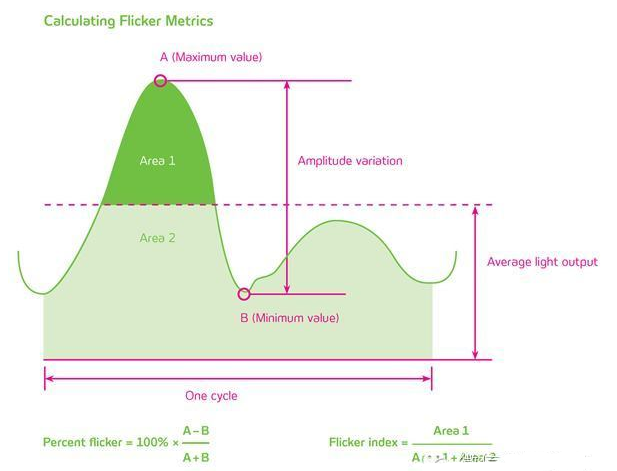 Calculating Flicker Metrics
A (Maximum value)
Area 1
Amplitude variation
Area 2
Average light output
B (Minimum value)
One cycle
Percent flicker = 100% × A – B
A + B
Flicker index = Area 1